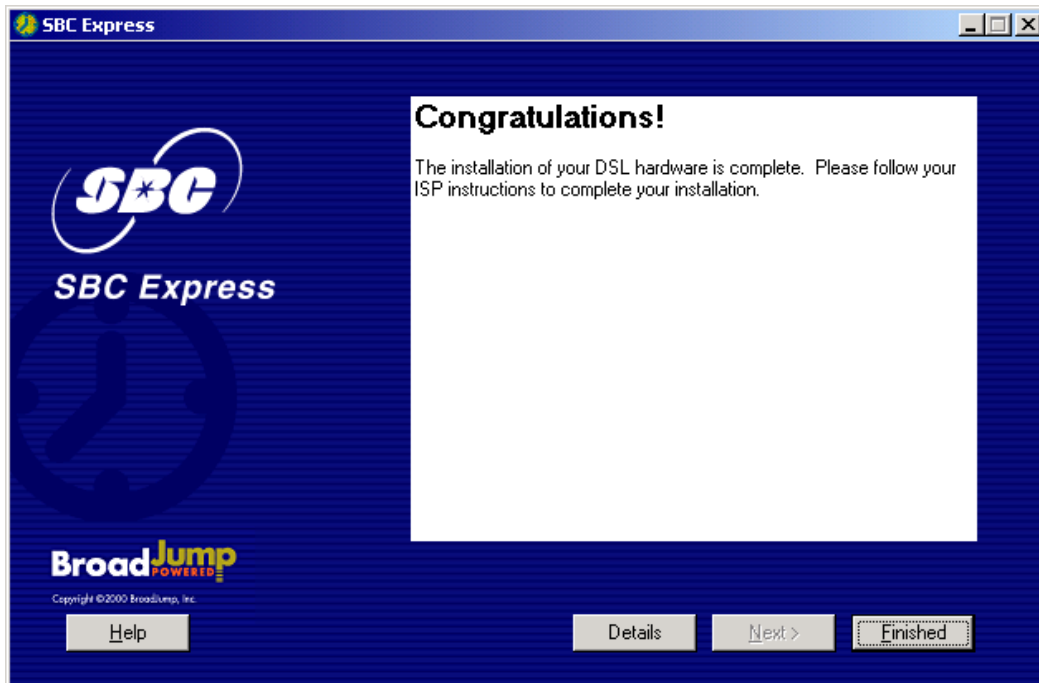 SBC Express
SBC
SBC Express
Congratulations!
The installation of your DSL hardware is complete.  Please follow your
ISP instructions to complete your installation.
BroadJump
POWERED
Copyright ©2000 BroadJump, Inc.
Help
Details
Next >
Finished